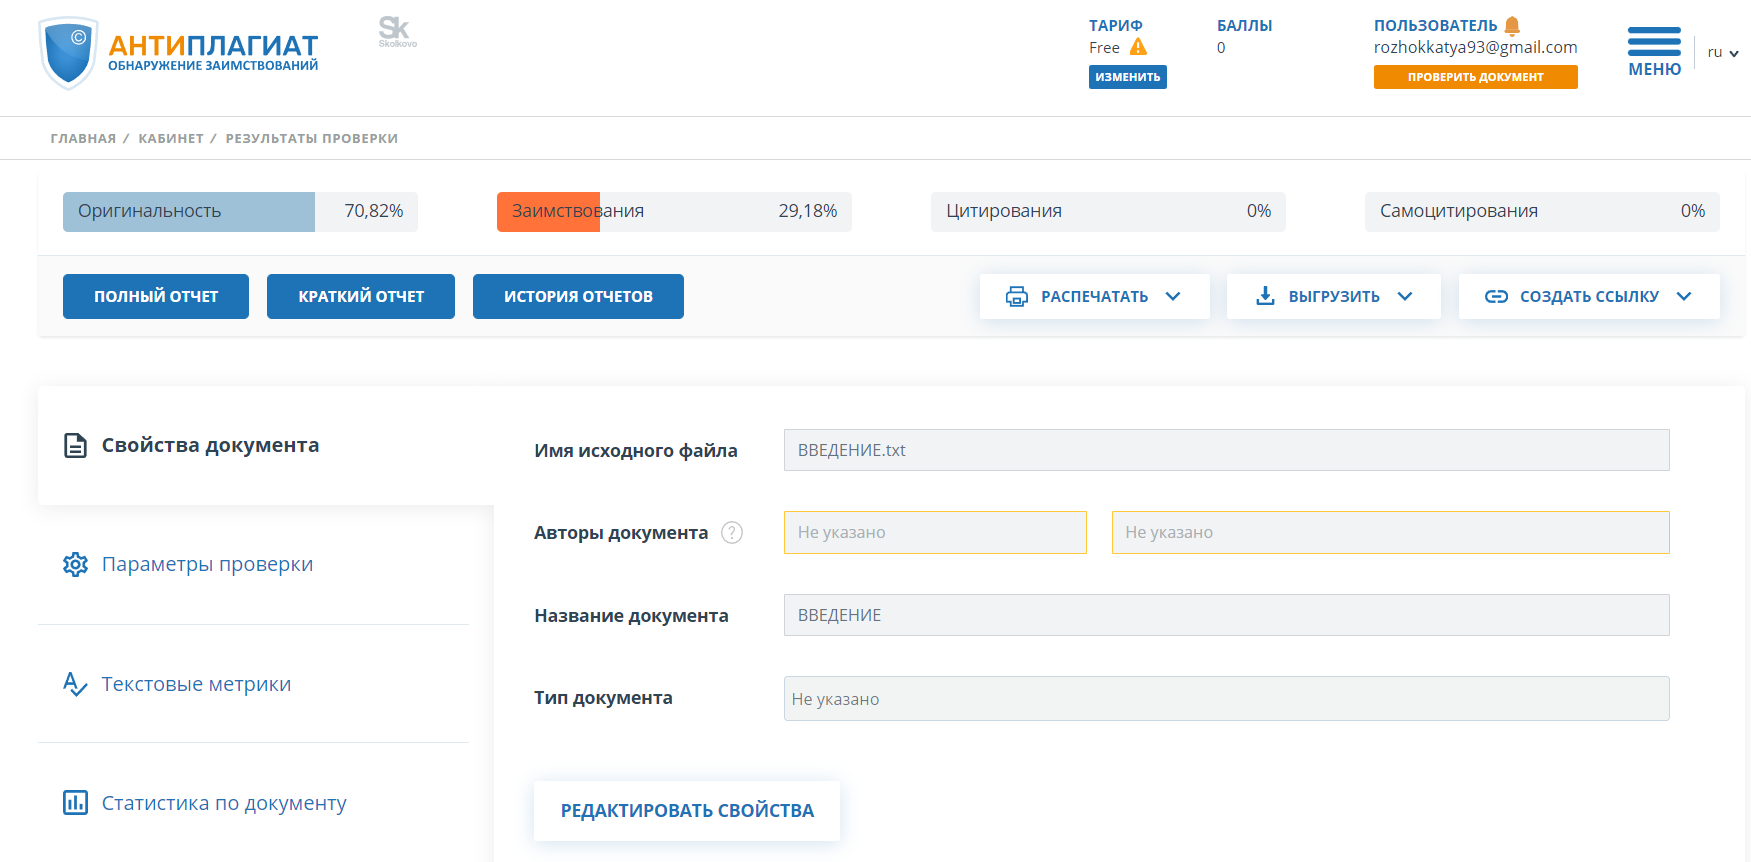 АНТИПЛАГИАТ
ОБНАРУЖЕНИЕ ЗАИМСТВОВАНИЙ
Sk
Skolkovo
ТАРИФ
Free
ИЗМЕНИТЬ
БАЛЛЫ
0
ПОЛЬЗОВАТЕЛЬ
rozhokkatya93@gmail.com
ПРОВЕРИТЬ ДОКУМЕНТ
МЕНЮ
ru
ГЛАВНАЯ / КАБИНЕТ / РЕЗУЛЬТАТЫ ПРОВЕРКИ
Оригинальность 70,82%
Заимствования 29,18%
Цитирования 0%
Самоцитирования 0%
ПОЛНЫЙ ОТЧЕТ
КРАТКИЙ ОТЧЕТ
ИСТОРИЯ ОТЧЕТОВ
РАСПЕЧАТАТЬ
ВЫГРУЗИТЬ
СОЗДАТЬ ССЫЛКУ
Свойства документа
Параметры проверки
Текстовые метрики
Статистика по документу
Имя исходного файла ВВЕДЕНИЕ.txt
Авторы документа ? Не указано Не указано
Название документа ВВЕДЕНИЕ
Тип документа Не указано
РЕДАКТИРОВАТЬ СВОЙСТВА